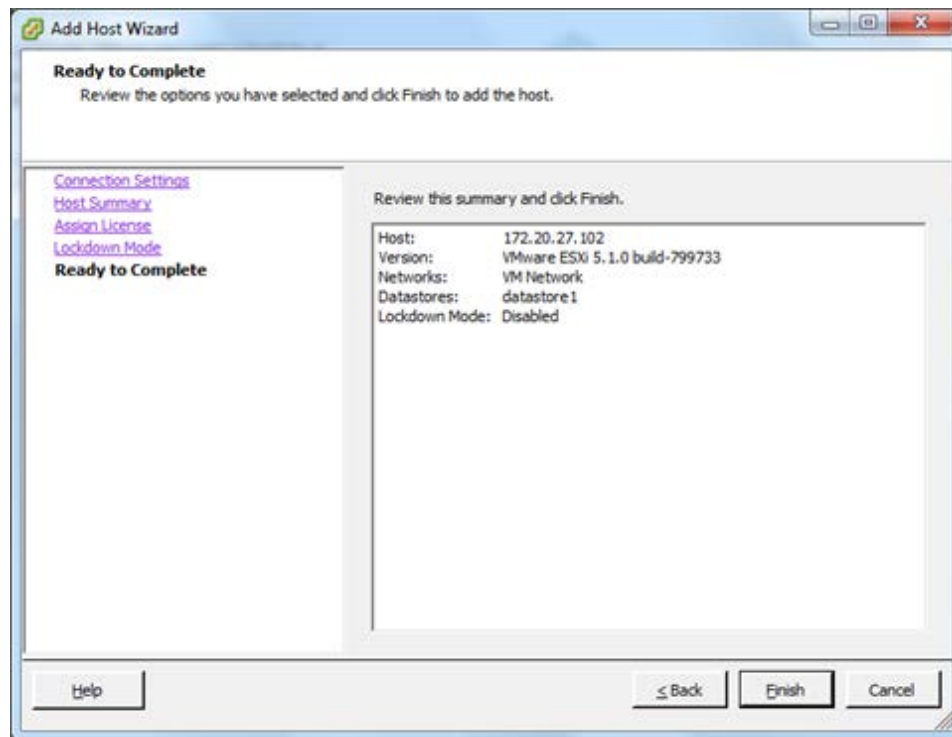 Add Host Wizard
Ready to Complete
Review the options you have selected and click Finish to add the host.
Connection Settings
Host Summary
Assign License
Lockdown Mode
Ready to Complete
Review this summary and click Finish.
Host: 172.20.27.102
Version: VMware ESXi 5.1.0 build-799733
Networks: VM Network
Datastores: datastore1
Lockdown Mode: Disabled
Help
≤ Back
Finish
Cancel